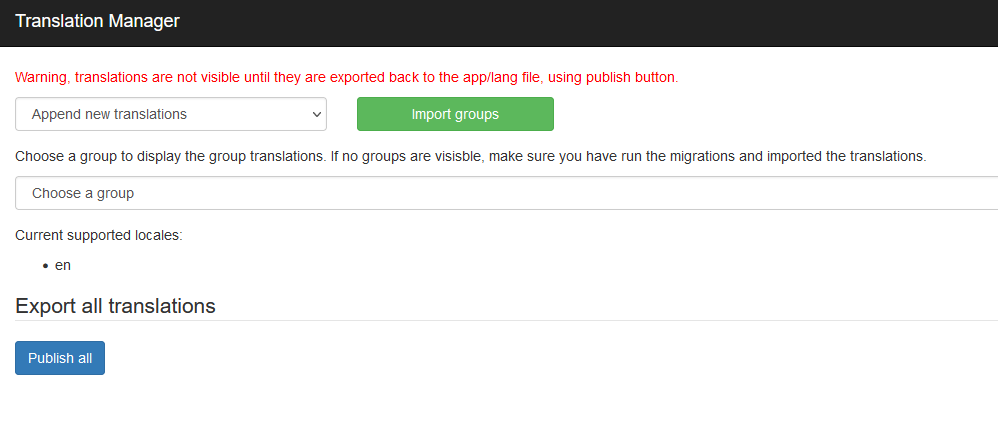 Translation Manager
Warning, translations are not visible until they are exported back to the app/lang file, using publish button.
Append new translations
Import groups
Choose a group to display the group translations. If no groups are visisble, make sure you have run the migrations and imported the translations.
Choose a group
Current supported locales:
• en
Export all translations
Publish all